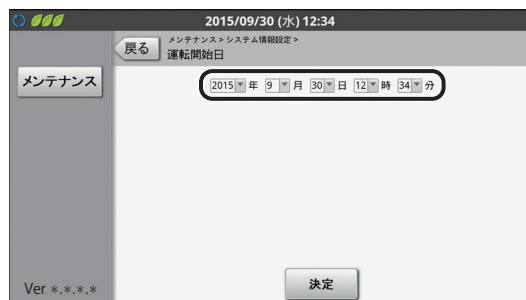 2015/09/30 (水) 12:34
戻る
メンテナンス > システム情報設定 >
運転開始日
メンテナンス
2015 年 9 月 30 日 12 時 34 分
決定
Ver *.*.*.*